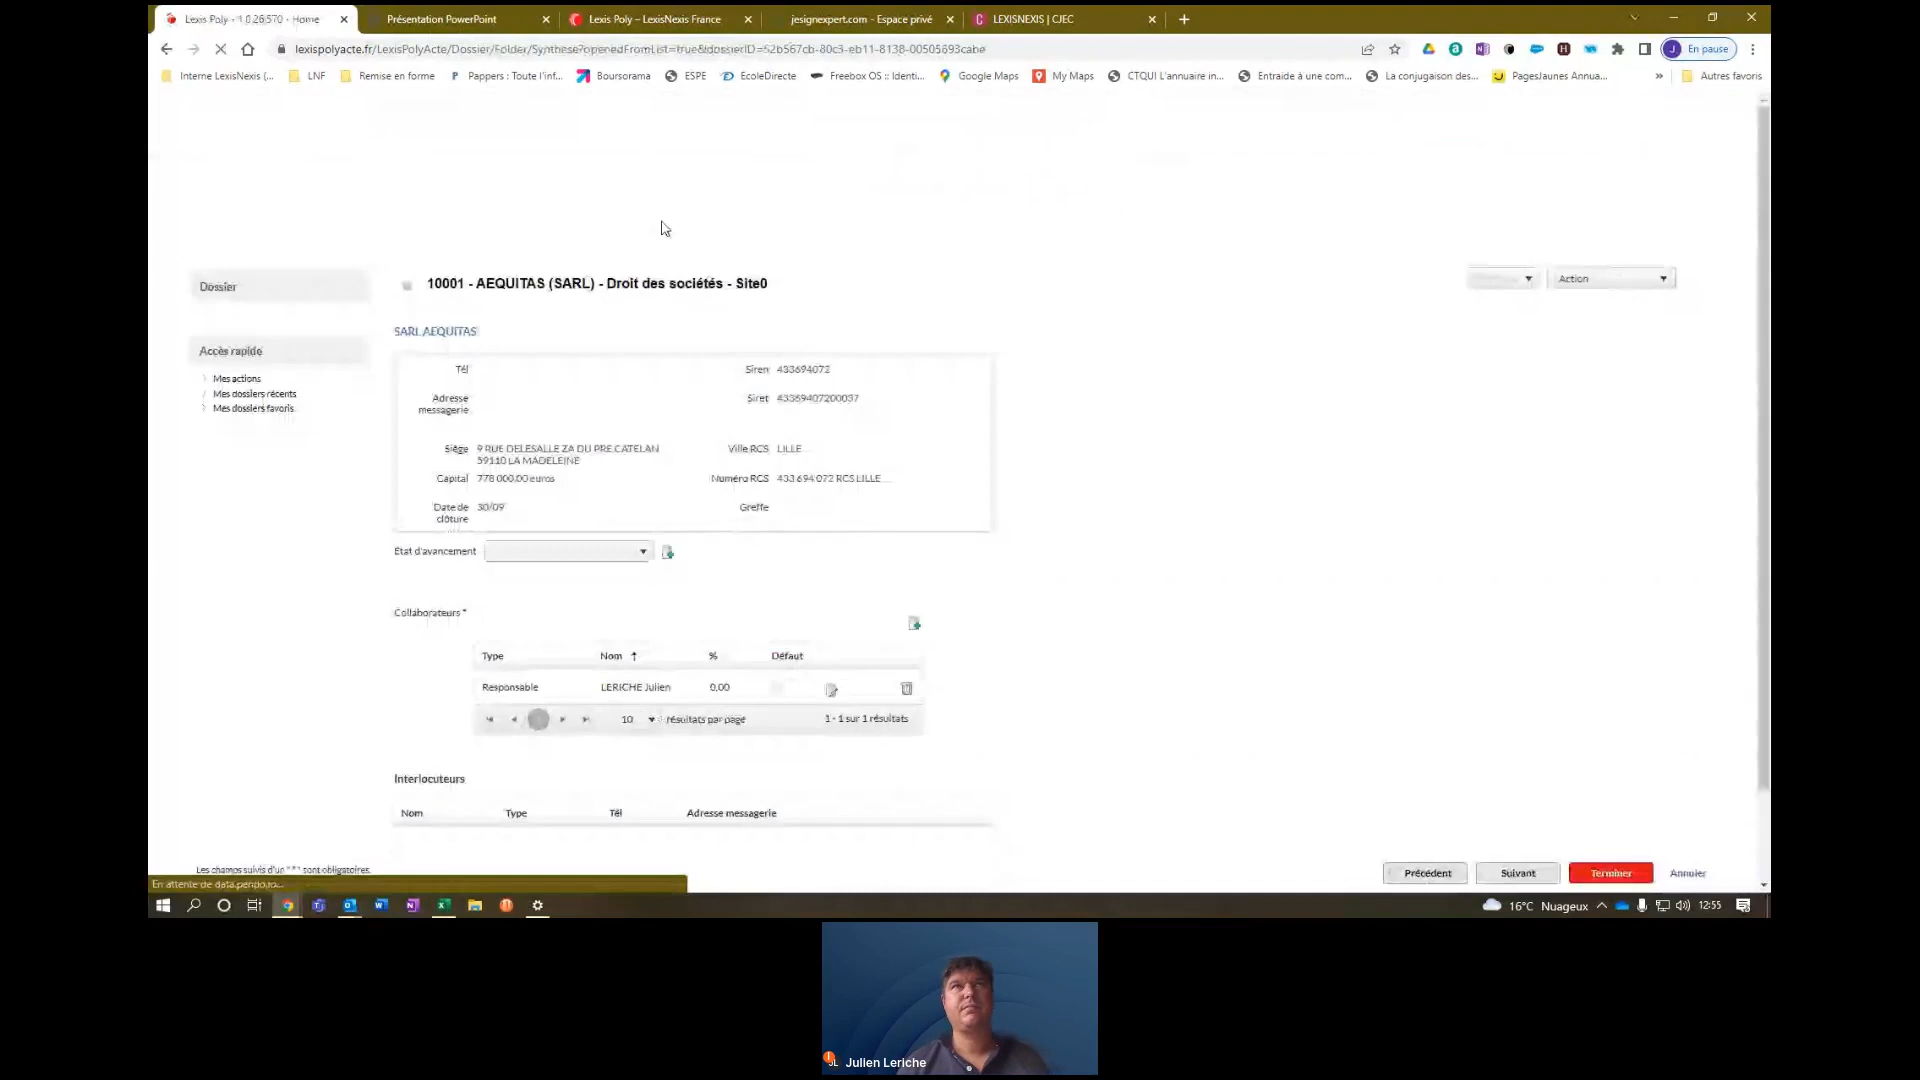 Lexis Poly - 1.0.26.570 - Home
Présentation PowerPoint
Lexis Poly – LexisNexis France
jesignexpert.com - Espace privé
LEXISNEXIS | CJEC
lexispolyacte.fr/LexisPolyActe/Dossier/Folder/Synthese?openedFromList=true&dossierID=52b567cb-80c3-eb11-8138-00505693cabe
J En pause
Interne LexisNexis (...
LNF
Remise en forme
Pappers : Toute l'inf...
Boursorama
ESPE
EcoleDirecte
Freebox OS :: Identi...
Google Maps
My Maps
CTQUI L'annuaire in...
Entraide à une com...
La conjugaison des...
PagesJaunes Annua...
»
Autres favoris
Dossier
10001 - AEQUITAS (SARL) - Droit des sociétés - Site0
Action
SARL AEQUITAS
Accès rapide
Mes actions
Mes dossiers récents
Mes dossiers favoris
Tél
Siren 433694072
Adresse messagerie
Siret 43369407200037
Siège 9 RUE DELESALLE ZA DU PRE CATELAN
59110 LA MADELEINE
Ville RCS LILLE
Capital 778 000,00 euros
Numéro RCS 433 694 072 RCS LILLE
Date de clôture 30/09
Greffe
Etat d'avancement
Collaborateurs *
Type Nom % Défaut
Responsable LERICHE Julien 0,00
10 résultats par page 1 - 1 sur 1 résultats
Interlocuteurs
Nom Type Tél Adresse messagerie
Les champs suivis d'un "*" sont obligatoires.
Précédent
Suivant
Terminer
Annuler
En attente de data.pendo.io...
16°C Nuageux
12:55
Julien Leriche